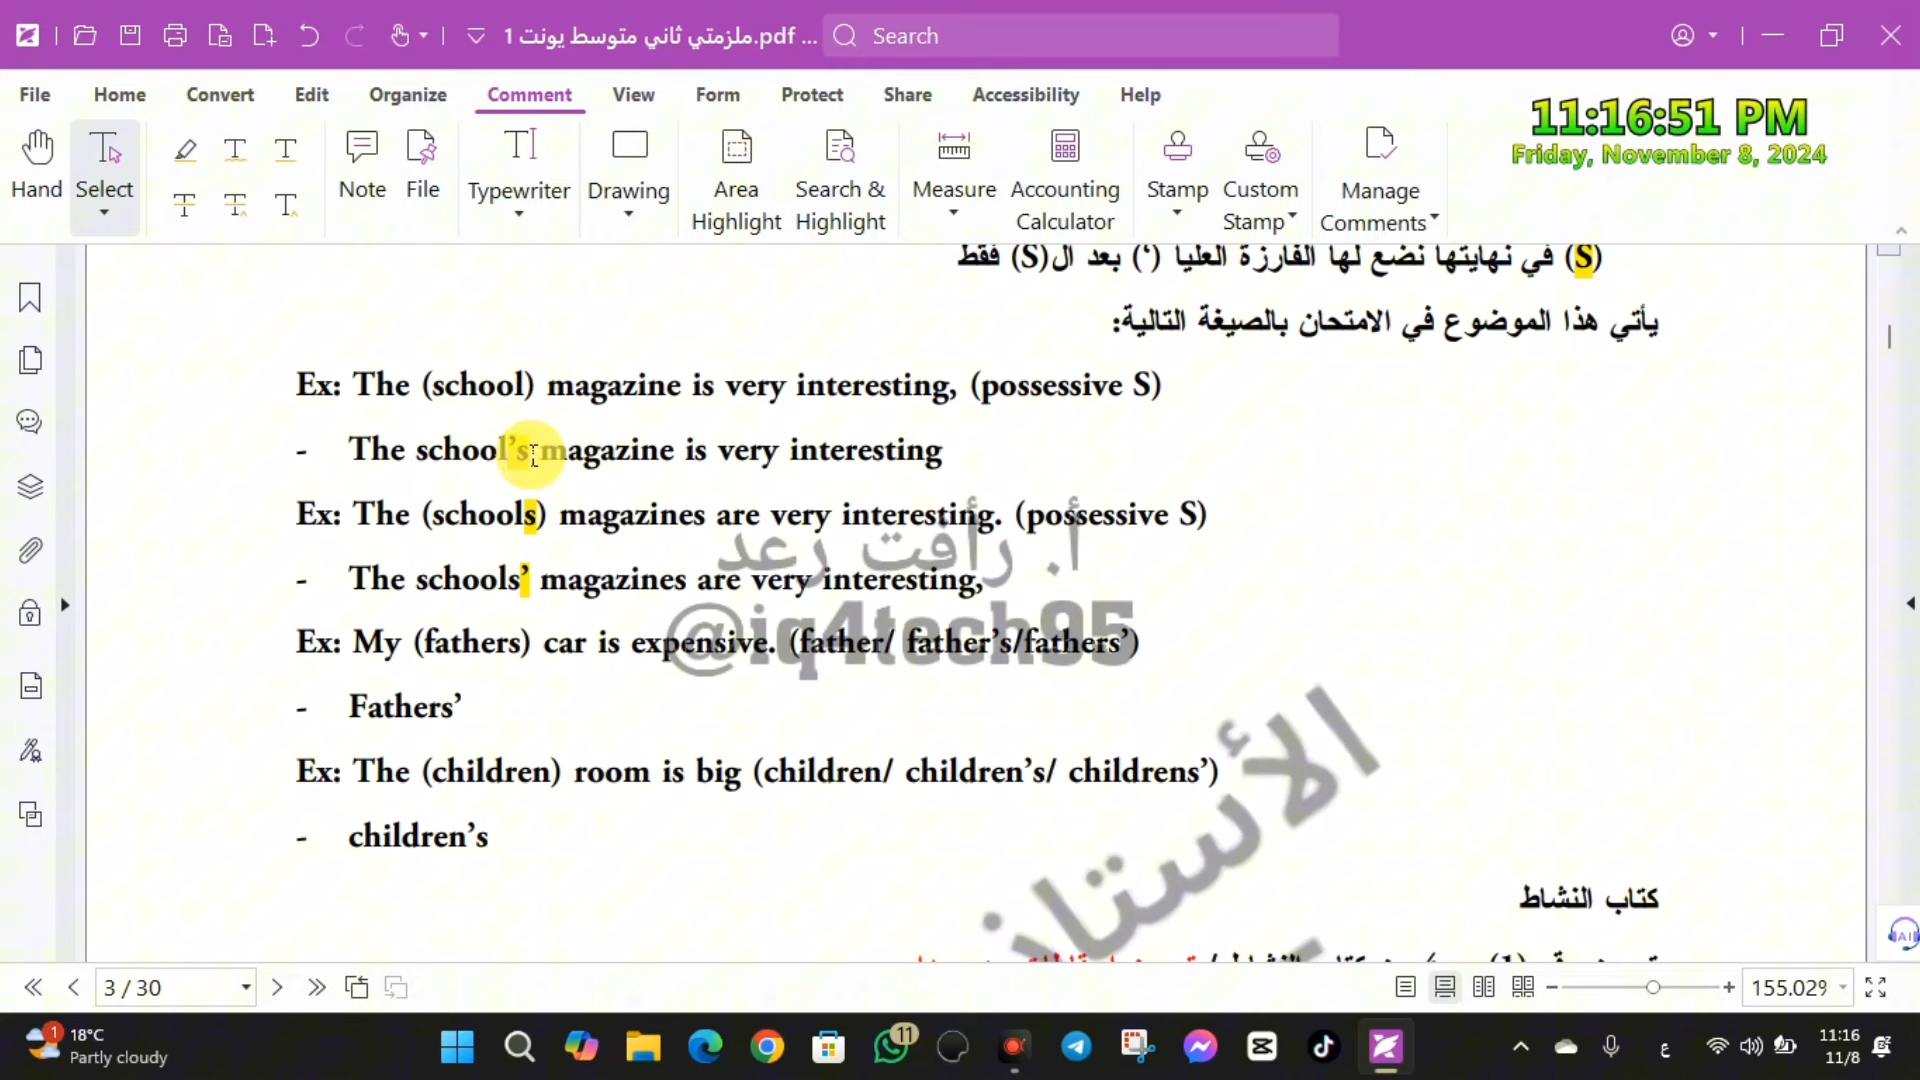 ملزمتي ثاني متوسط يونت 1.pdf ...
Search
File Home Convert Edit Organize Comment View Form Protect Share Accessibility Help
11:16:51 PM
Friday, November 8, 2024
Hand Select Note File Typewriter Drawing Area Highlight Search & Highlight Measure Accounting Calculator Stamp Custom Stamp Manage Comments
(S) في نهايتها نضع لها الفارزة العليا (‘) بعد ال(S) فقط
يأتي هذا الموضوع في الامتحان بالصيغة التالية:
Ex: The (school) magazine is very interesting, (possessive S)
- The school’s magazine is very interesting
Ex: The (schools) magazines are very interesting. (possessive S)
أ. رأفت رعد
- The schools’ magazines are very interesting,
@iq4tech95
Ex: My (fathers) car is expensive. (father/ father’s/fathers’)
- Fathers’
Ex: The (children) room is big (children/ children’s/ childrens’)
- children’s
الأستاذ
كتاب النشاط
AI
3 / 30
155.029
1
18°C
Partly cloudy
11
ع
11:16
11/8